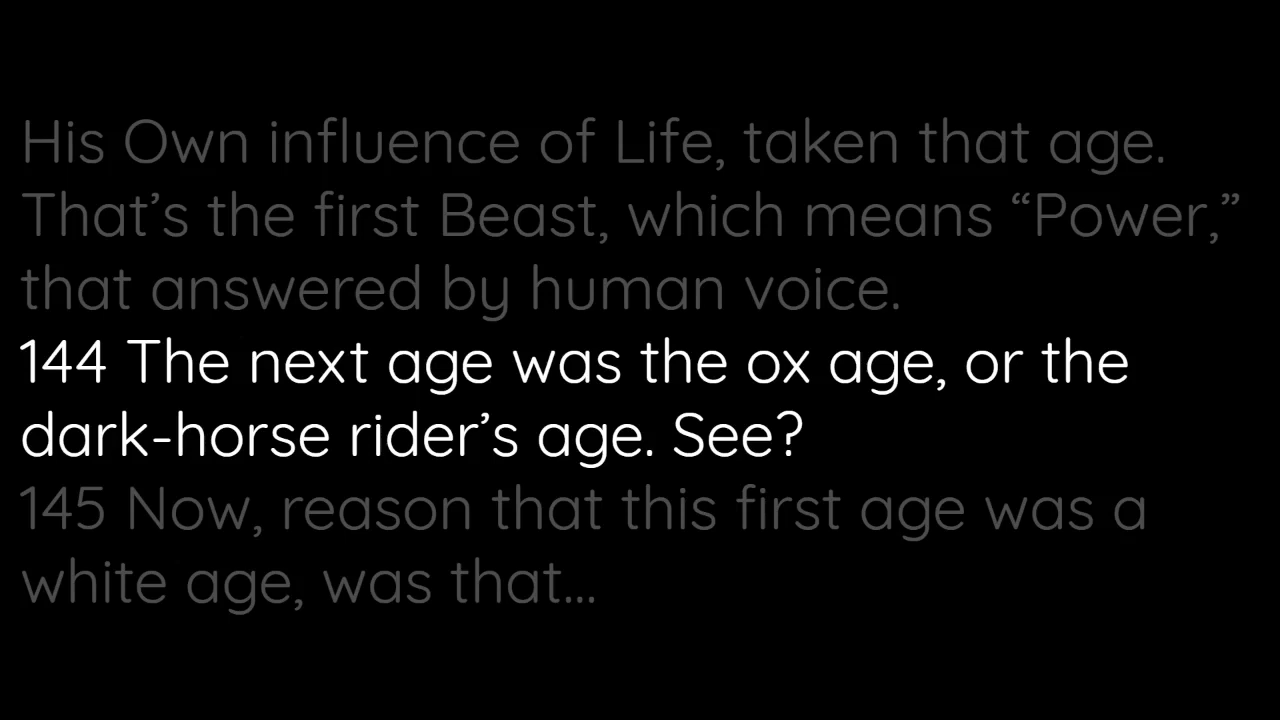 His Own influence of Life, taken that age.
That’s the first Beast, which means “Power,”
that answered by human voice.
144 The next age was the ox age, or the
dark-horse rider’s age. See?
145 Now, reason that this first age was a
white age, was that...